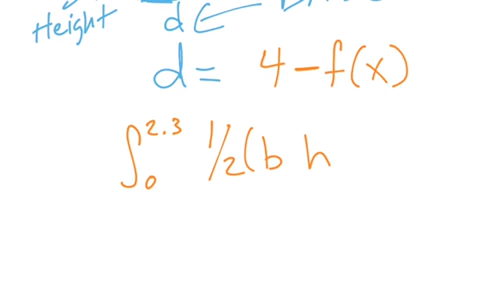 Height d
d = 4 - f(x)
∫₀^2.3 1/2(b h